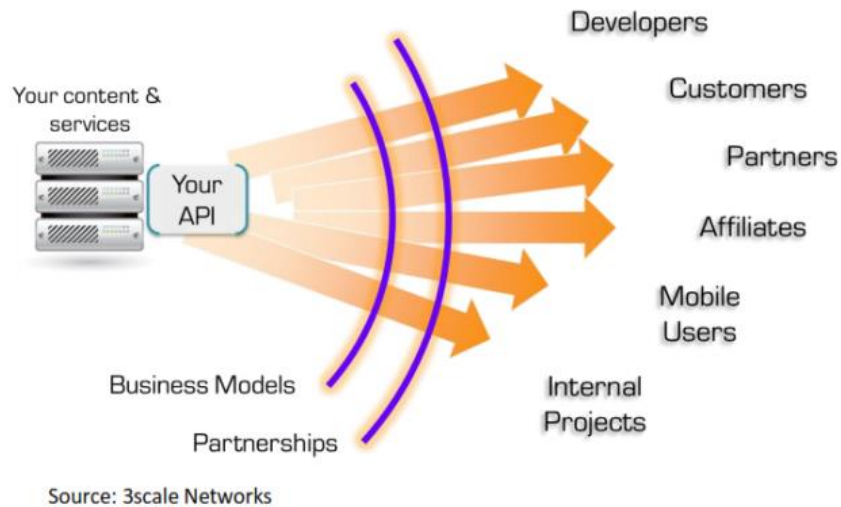 Developers
Your content &
services
Customers
Your
API
Partners
Affiliates
Mobile
Users
Business Models
Internal
Projects
Partnerships
Source: 3scale Networks